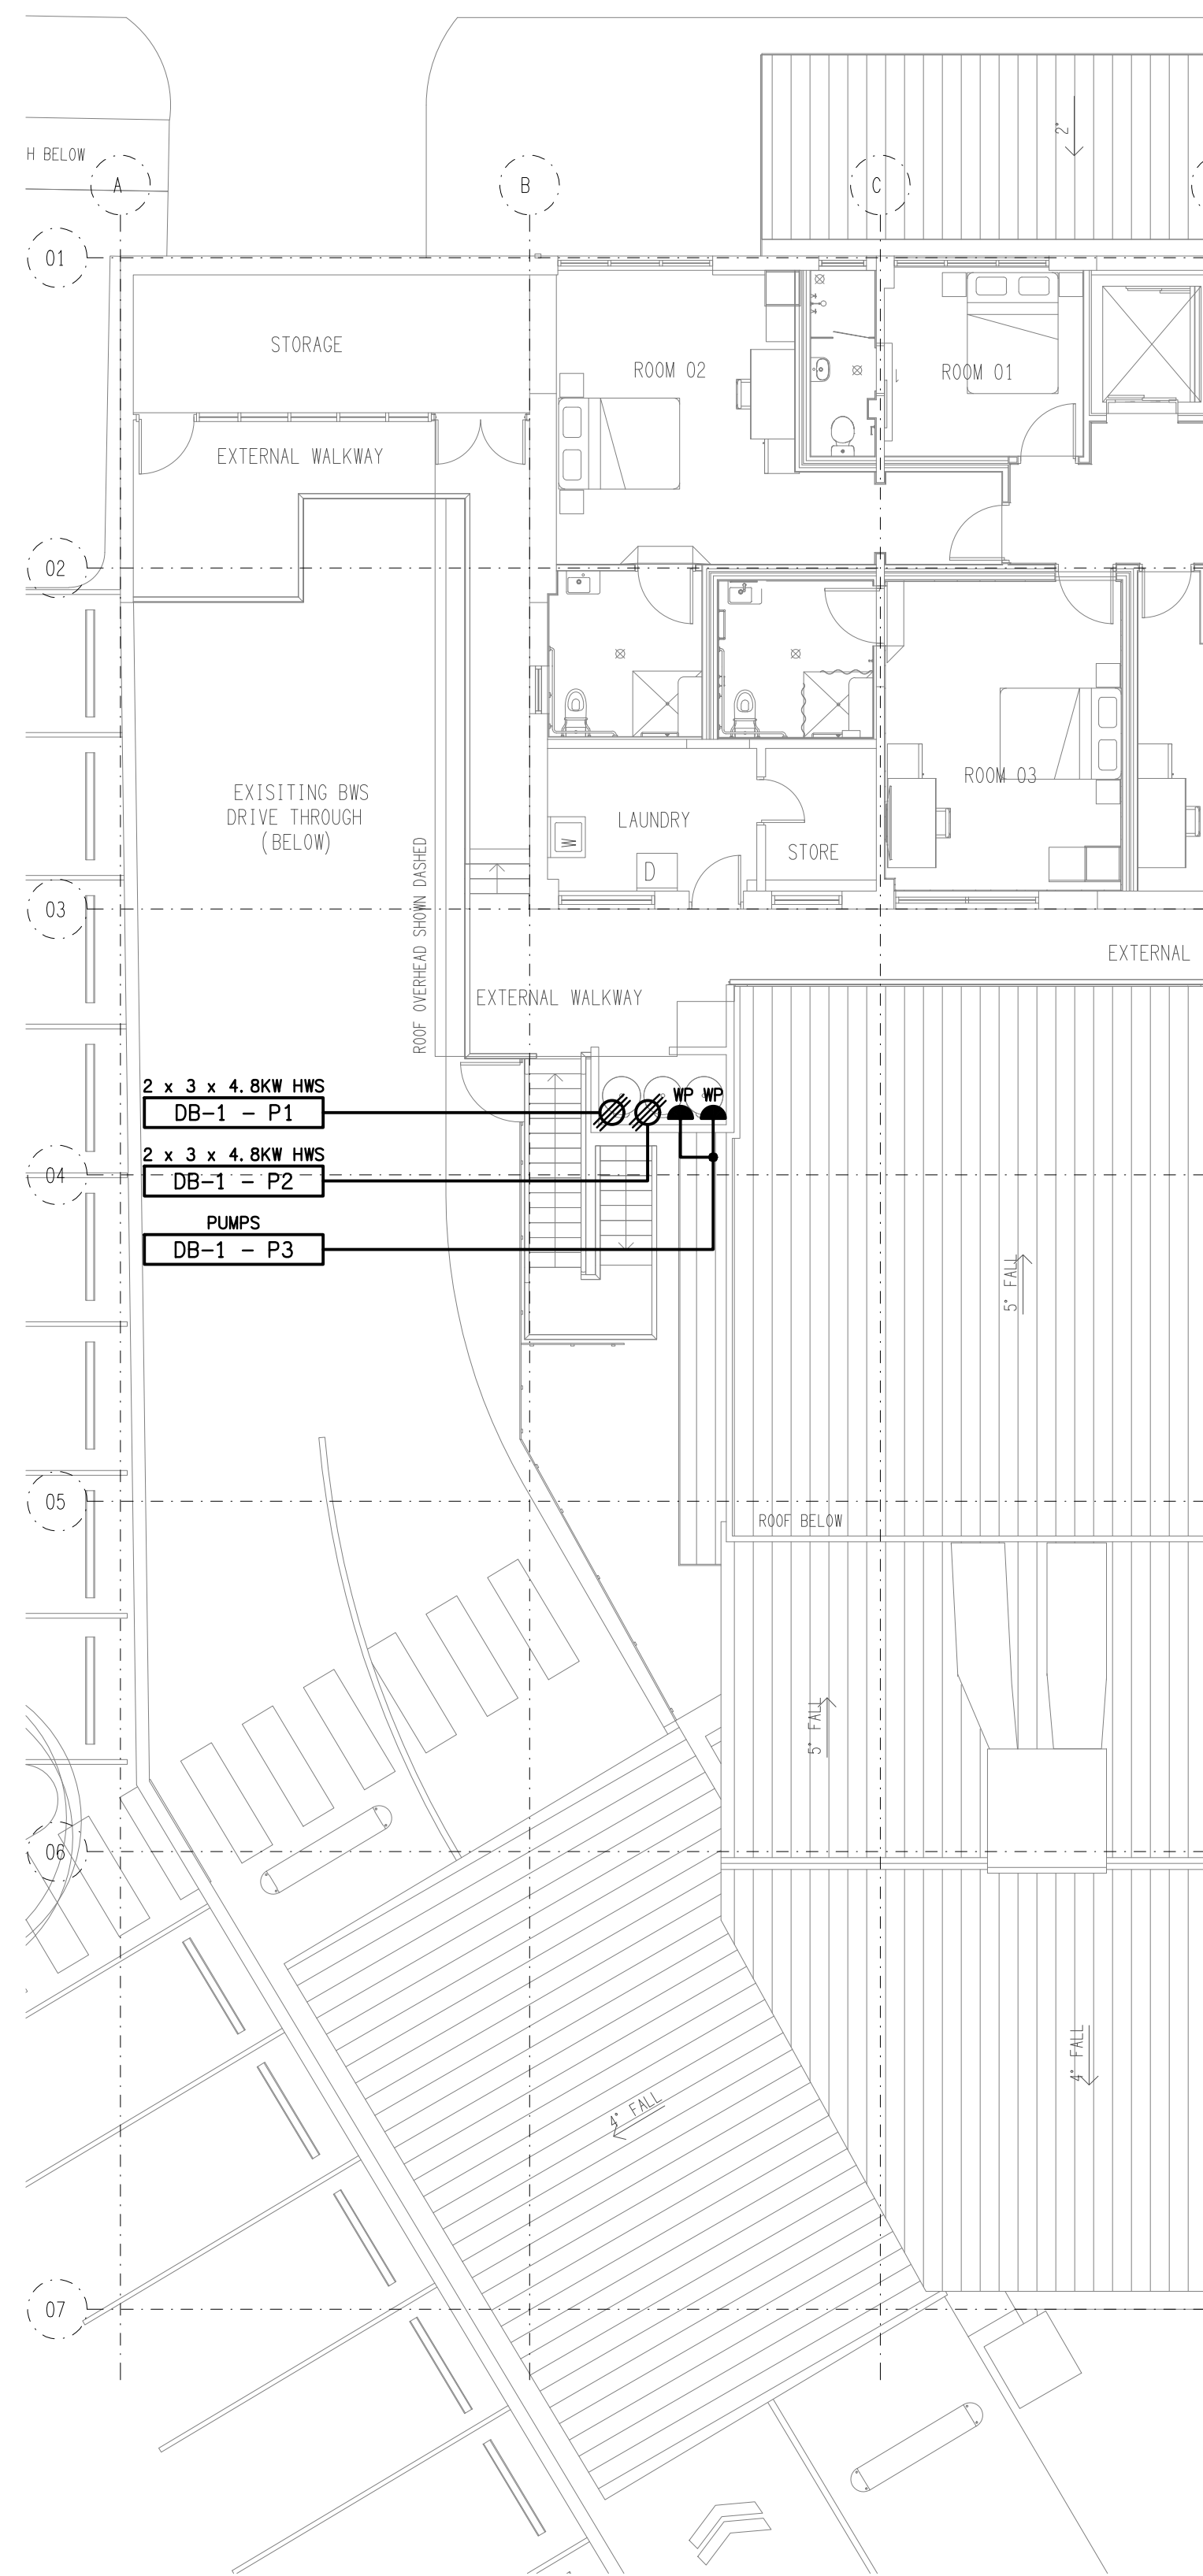 H BELOW
A
B
C
2°
01
STORAGE
ROOM 02
ROOM 01
EXTERNAL WALKWAY
02
EXISITING BWS
DRIVE THROUGH
(BELOW)
ROOM 03
LAUNDRY
W
D
STORE
ROOF OVERHEAD SHOWN DASHED
03
EXTERNAL
EXTERNAL WALKWAY
2 x 3 x 4.8KW HWS
DB-1 - P1
WP
WP
2 x 3 x 4.8KW HWS
DB-1 - P2
04
PUMPS
DB-1 - P3
5° FALL
05
ROOF BELOW
5° FALL
06
4° FALL
4° FALL
07